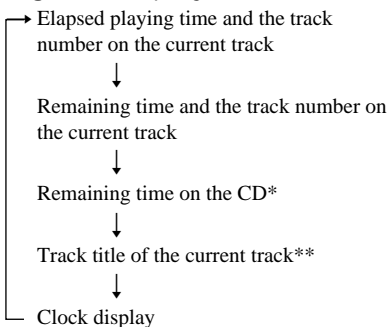 Elapsed playing time and the track
number on the current track
Remaining time and the track number on
the current track
Remaining time on the CD*
Track title of the current track**
Clock display